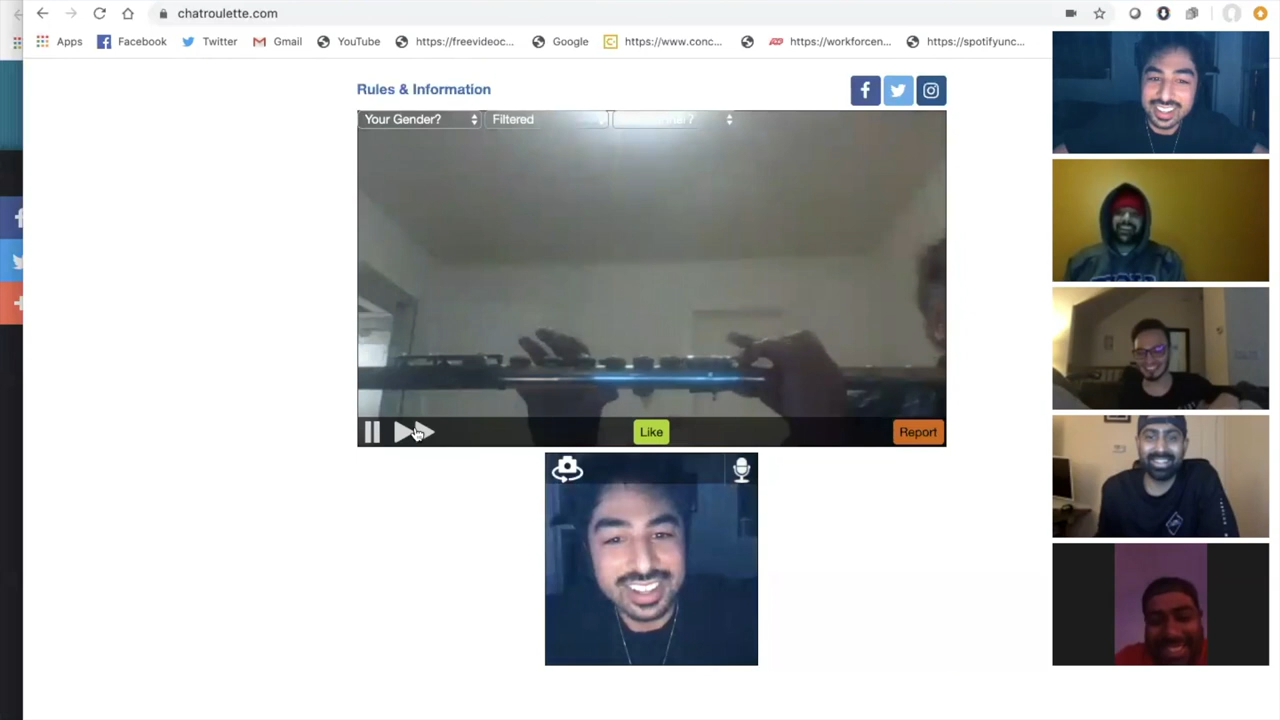 chatroulette.com
Apps Facebook Twitter Gmail YouTube https://freevideoc... Google https://www.conc... https://workforcen... https://spotifyunc...
Rules & Information
Your Gender? Filtered
Like
Report